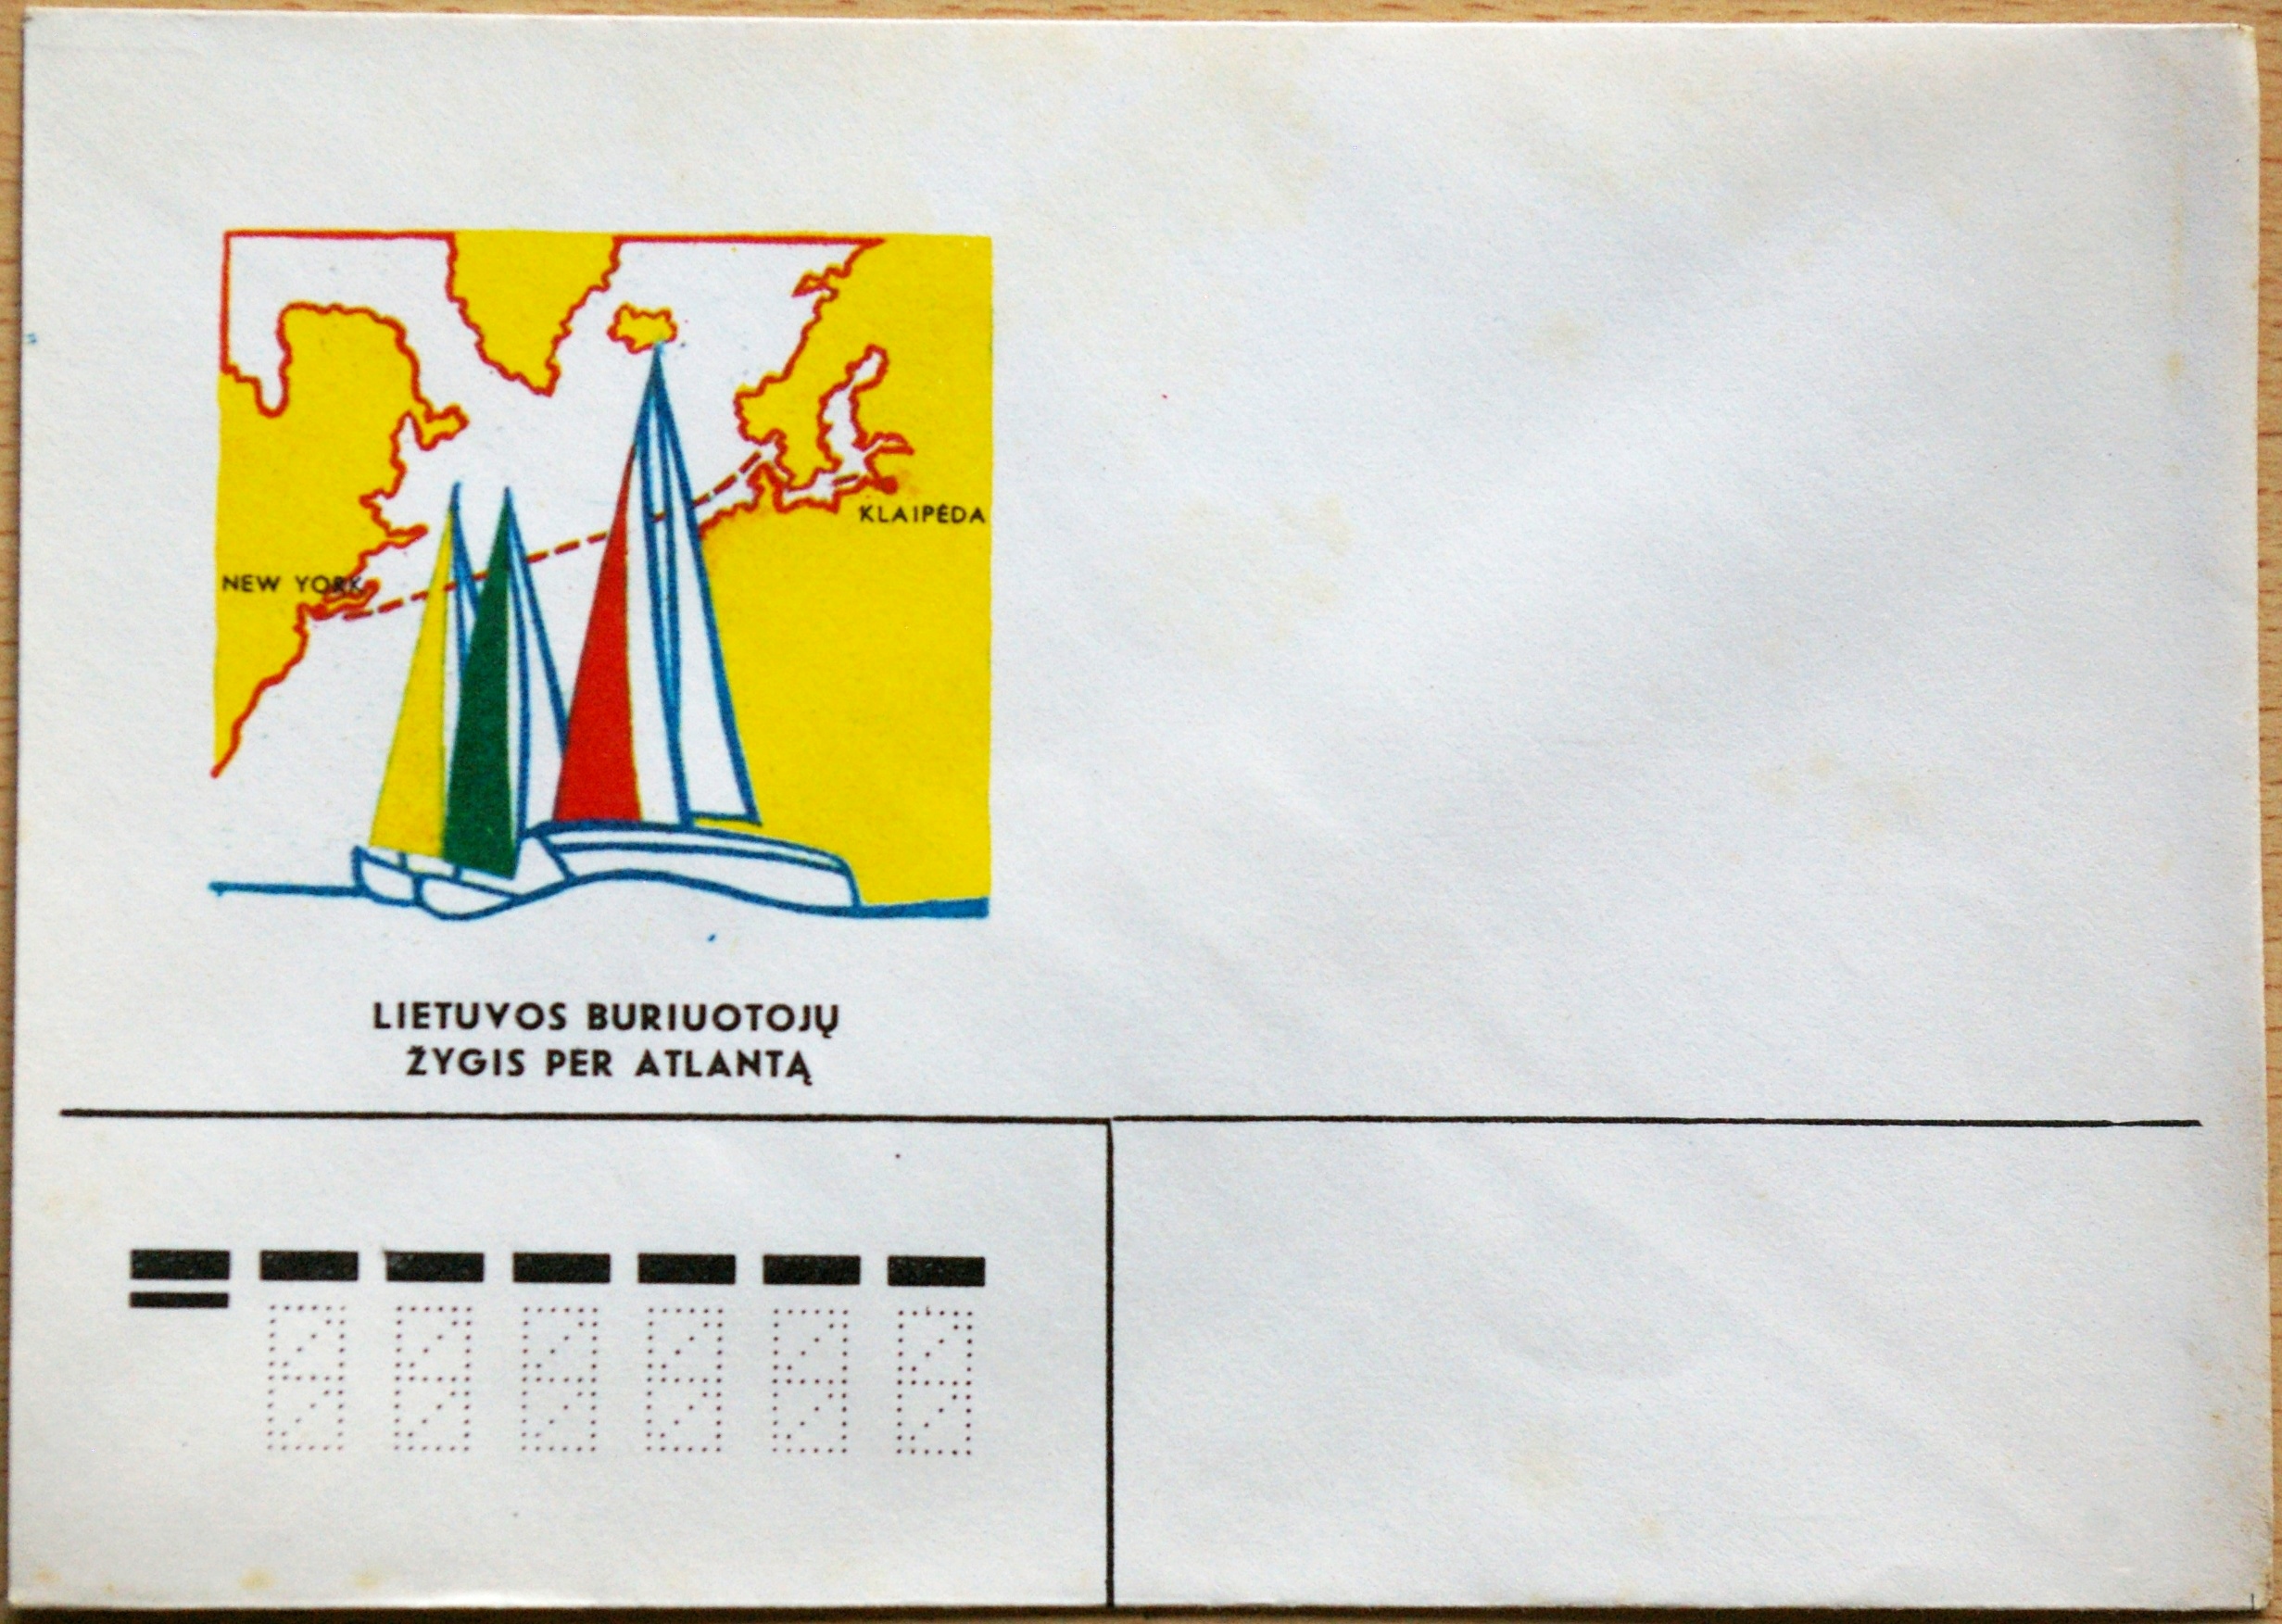 KLAIPĖDA
NEW YORK
LIETUVOS BURIUOTOJŲ
ŽYGIS PER ATLANTĄ